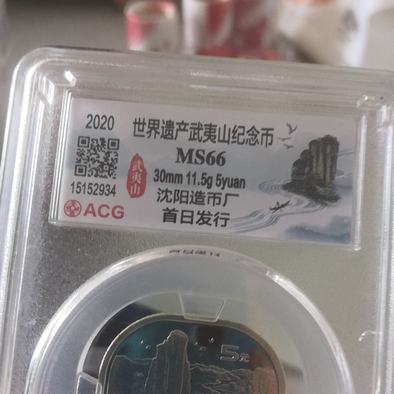 2020
世界遗产武夷山纪念币
MS66
武夷山
30mm 11.5g 5yuan
15152934
沈阳造币厂
ACG
首日发行
5元